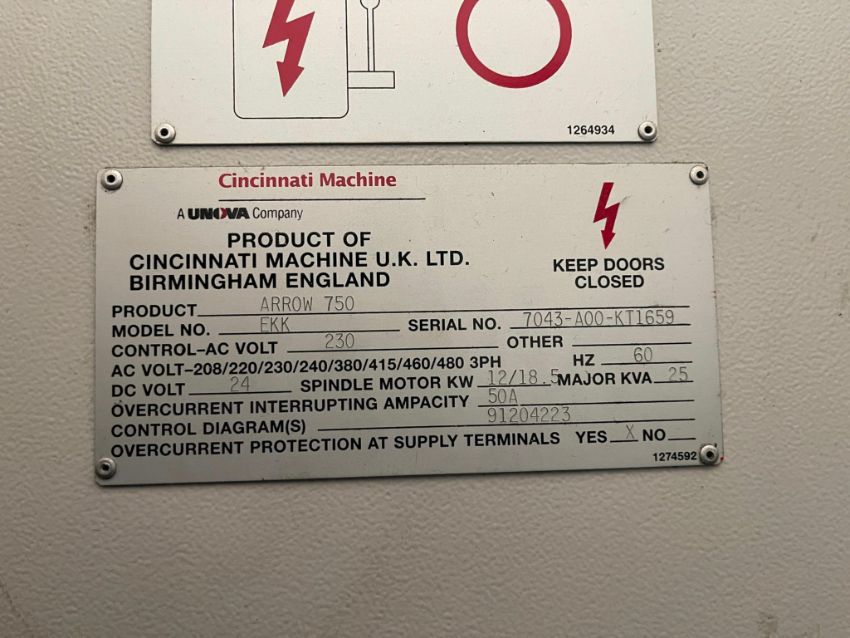 1264934
Cincinnati Machine
A UNOVA Company
PRODUCT OF
CINCINNATI MACHINE U.K. LTD.
BIRMINGHAM ENGLAND
KEEP DOORS
CLOSED
PRODUCT ARROW 750
MODEL NO. EKK SERIAL NO. 7043-A00-KT1659
CONTROL-AC VOLT 230 OTHER
AC VOLT-208/220/230/240/380/415/460/480 3PH HZ 60
DC VOLT 24 SPINDLE MOTOR KW 12/18.5 MAJOR KVA 25
OVERCURRENT INTERRUPTING AMPACITY 50A
CONTROL DIAGRAM(S) 91204223
OVERCURRENT PROTECTION AT SUPPLY TERMINALS YES X NO
1274592